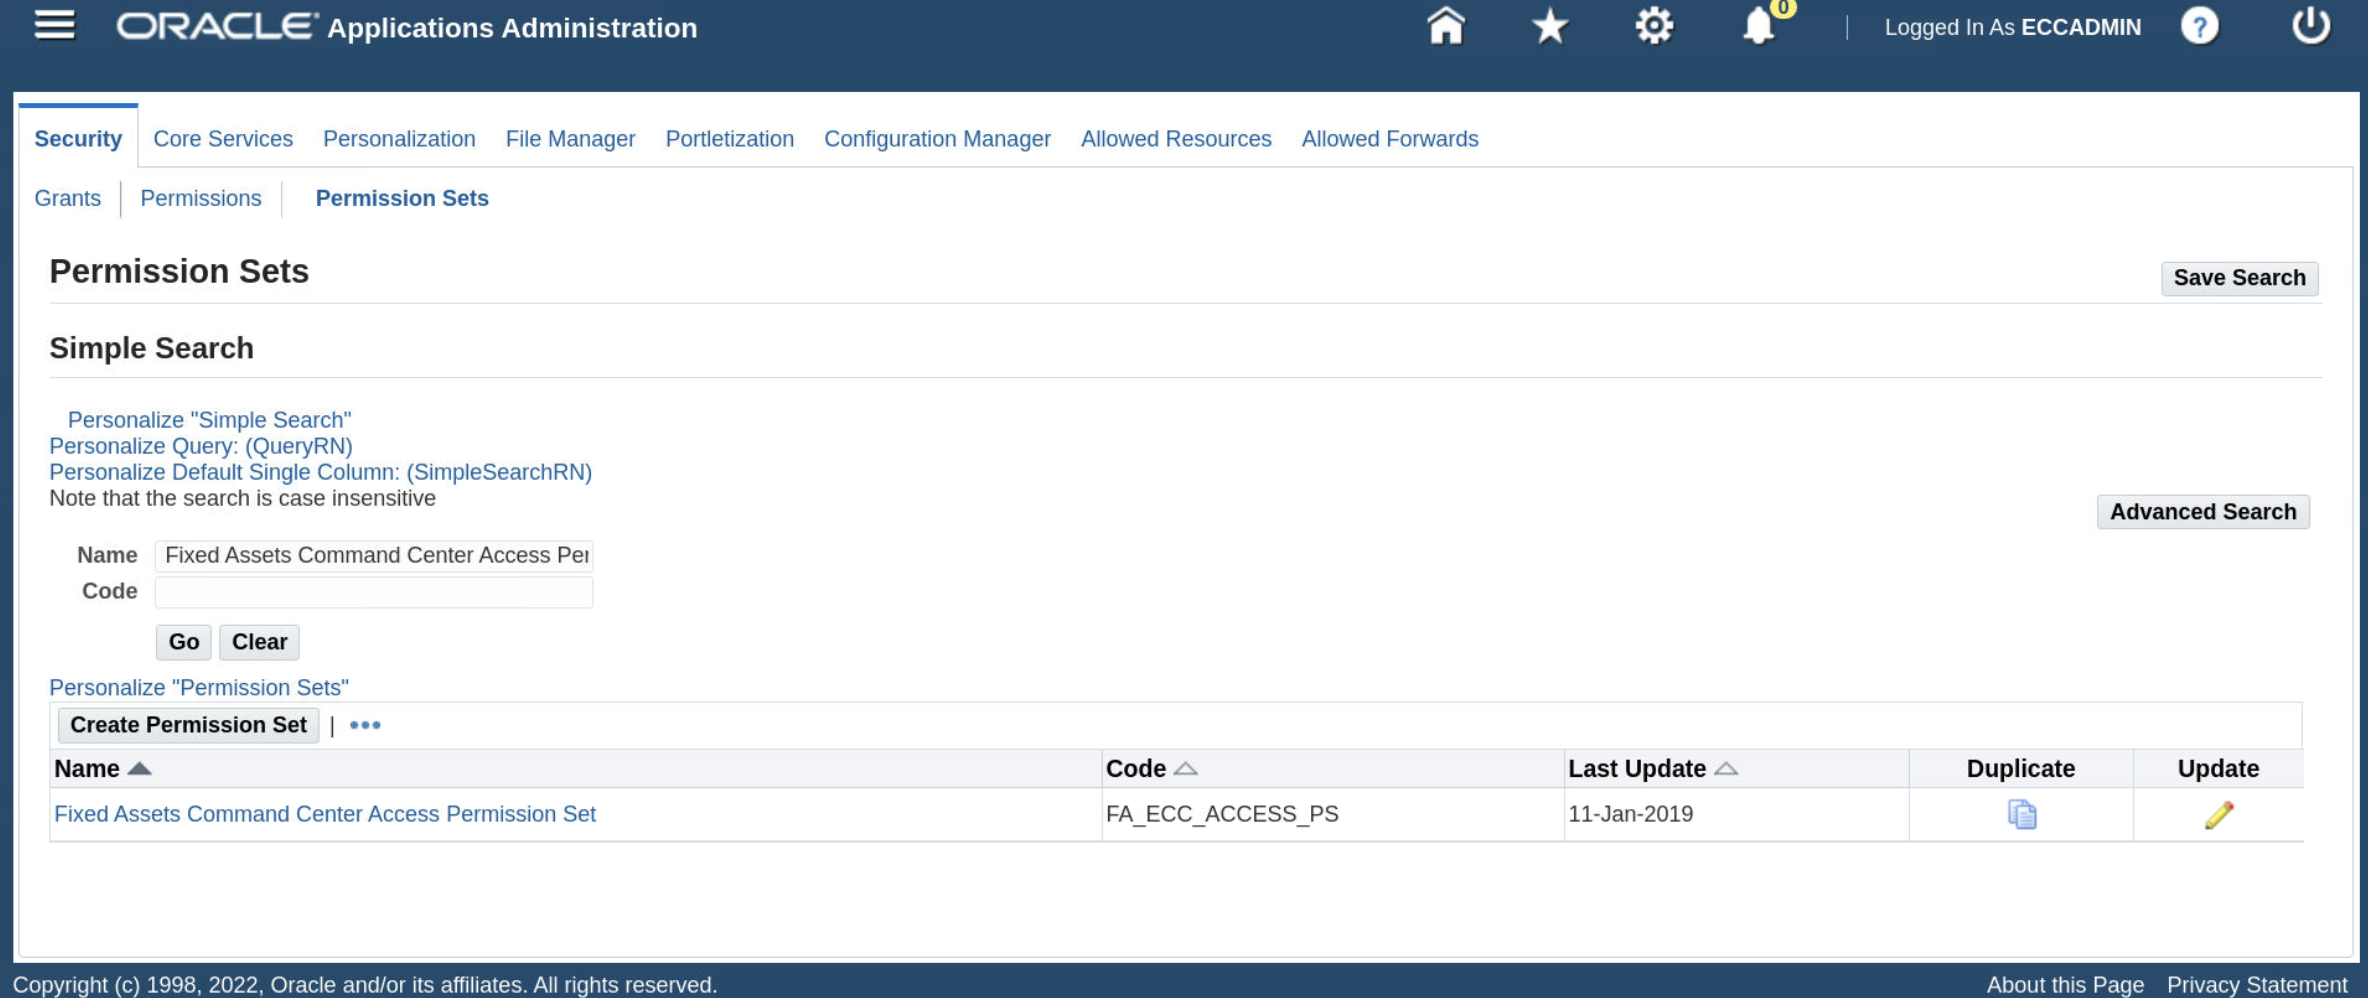 ORACLE Applications Administration 0 Logged In As ECCADMIN ?
Security Core Services Personalization File Manager Portletization Configuration Manager Allowed Resources Allowed Forwards
Grants Permissions Permission Sets
Permission Sets Save Search
Simple Search
Personalize "Simple Search"
Personalize Query: (QueryRN)
Personalize Default Single Column: (SimpleSearchRN)
Note that the search is case insensitive
Advanced Search
Name Fixed Assets Command Center Access Per
Code
Go Clear
Personalize "Permission Sets"
Create Permission Set | •••
Name Code Last Update Duplicate Update
Fixed Assets Command Center Access Permission Set FA_ECC_ACCESS_PS 11-Jan-2019
Copyright (c) 1998, 2022, Oracle and/or its affiliates. All rights reserved. About this Page Privacy Statement